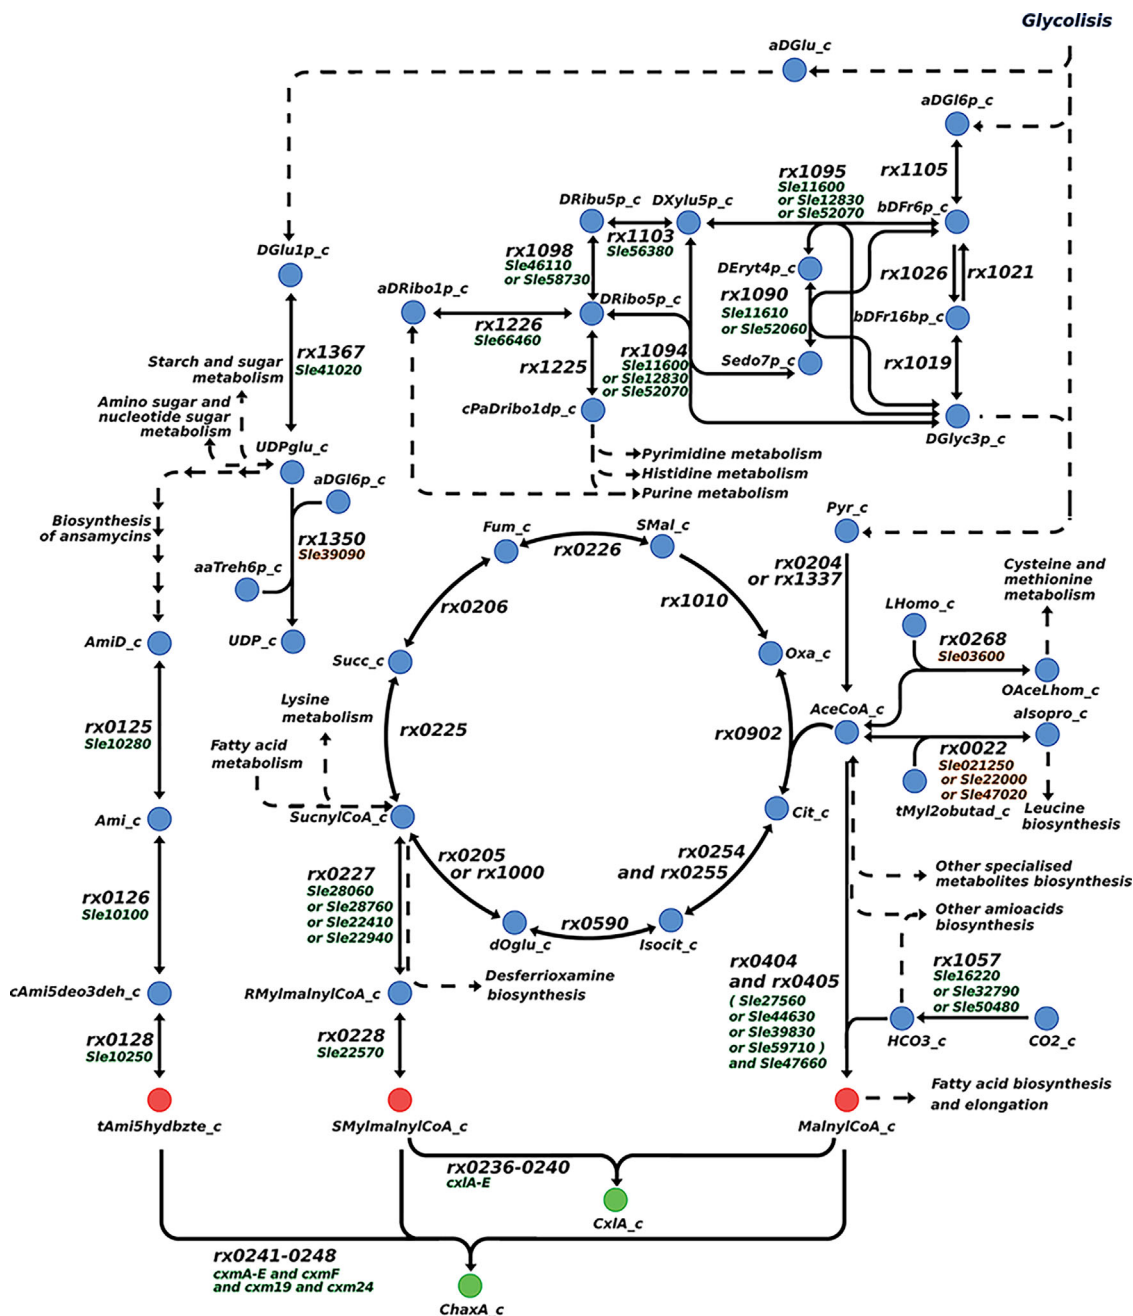 Glycolisis
aDGlu_c
aDGl6p_c
rx1105
rx1095
Sle11600
or Sle12830
or Sle52070
bDFr6p_c
DRibu5p_c
DXylu5p_c
rx1103
Sle56380
rx1098
Sle46110
or Sle58730
DGlu1p_c
DEryt4p_c
rx1026
rx1021
rx1090
Sle11610
or Sle52060
aDRibo1p_c
DRibo5p_c
bDFr16bp_c
rx1226
Sle66460
rx1367
Sle41020
Starch and sugar
metabolism
rx1225
rx1094
Sle11600
or Sle12830
or Sle52070
Sedo7p_c
rx1019
Amino sugar and
nucleotide sugar
metabolism
cPaDribo1dp_c
DGlyc3p_c
UDPglu_c
Pyrimidine metabolism
Histidine metabolism
Purine metabolism
aDGl6p_c
Biosynthesis
of ansamycins
rx1350
Sle39090
aaTreh6p_c
UDP_c
Fum_c
SMal_c
rx0226
Pyr_c
rx0204
or rx1337
Cysteine and
methionine
metabolism
rx0206
rx1010
LHomo_c
rx0268
Sle03600
AmiD_c
Succ_c
Oxa_c
OAceLhom_c
Lysine
metabolism
rx0125
Sle10280
rx0225
rx0902
AceCoA_c
aIsopro_c
Fatty acid
metabolism
rx0022
Sle021250
or Sle22000
or Sle47020
tMyl2obutad_c
Leucine
biosynthesis
Ami_c
SucnylCoA_c
Cit_c
rx0205
or rx1000
rx0254
and rx0255
rx0227
Sle28060
or Sle28760
or Sle22410
or Sle22940
rx0126
Sle10100
Other specialised
metabolites biosynthesis
Other amioacids
biosynthesis
rx0590
dOglu_c
Isocit_c
cAmi5deo3deh_c
RMylmalnylCoA_c
Desferrioxamine
biosynthesis
rx0404
and rx0405
( Sle27560
or Sle44630
or Sle39830
or Sle59710 )
and Sle47660
rx1057
Sle16220
or Sle32790
or Sle50480
HCO3_c
CO2_c
rx0128
Sle10250
rx0228
Sle22570
tAmi5hydbzte_c
SMylmalnylCoA_c
MalnylCoA_c
Fatty acid biosynthesis
and elongation
rx0236-0240
cxlA-E
CxlA_c
rx0241-0248
cxmA-E and cxmF
and cxm19 and cxm24
ChaxA_c